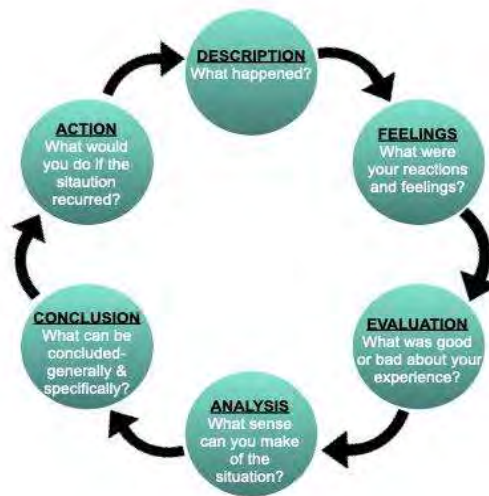 DESCRIPTION
What happened?
FEELINGS
What were
your reactions
and feelings?
EVALUATION
What was good
or bad about your
experience?
ANALYSIS
What sense
can you make
of the
situation?
CONCLUSION
What can be
concluded-
generally &
specifically?
ACTION
What would
you do if the
sitaution
recurred?